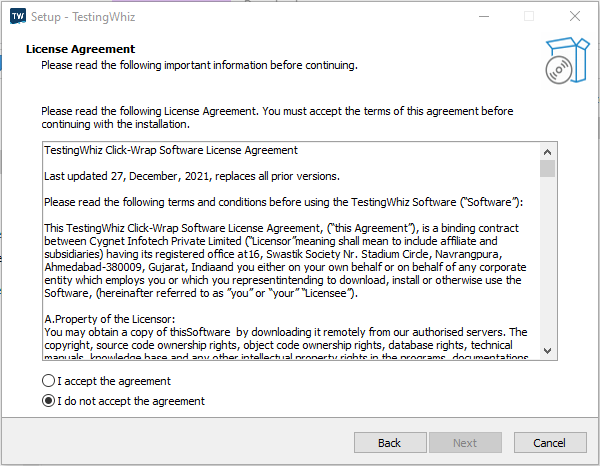 TW Setup - TestingWhiz
License Agreement
Please read the following important information before continuing.
Please read the following License Agreement. You must accept the terms of this agreement before
continuing with the installation.
TestingWhiz Click-Wrap Software License Agreement
Last updated 27, December, 2021, replaces all prior versions.
Please read the following terms and conditions before using the TestingWhiz Software (“Software”):
This TestingWhiz Click-Wrap Software License Agreement, (“this Agreement”), is a binding contract
between Cygnet Infotech Private Limited (“Licensor”meaning shall mean to include affiliate and
subsidiaries) having its registered office at16, Swastik Society Nr. Stadium Circle, Navrangpura,
Ahmedabad-380009, Gujarat, Indiaand you either on your own behalf or on behalf of any corporate
entity which employs you or which you representintending to download, install or otherwise use the
Software, (hereinafter referred to as ”you” or “your” “Licensee”).
A.Property of the Licensor:
You may obtain a copy of thisSoftware  by downloading it remotely from our authorised servers. The
copyright, source code ownership rights, object code ownership rights, database rights, technical
manuals, knowledge base and any other intellectual property rights in the programs, documentations
I accept the agreement
I do not accept the agreement
Back Next Cancel